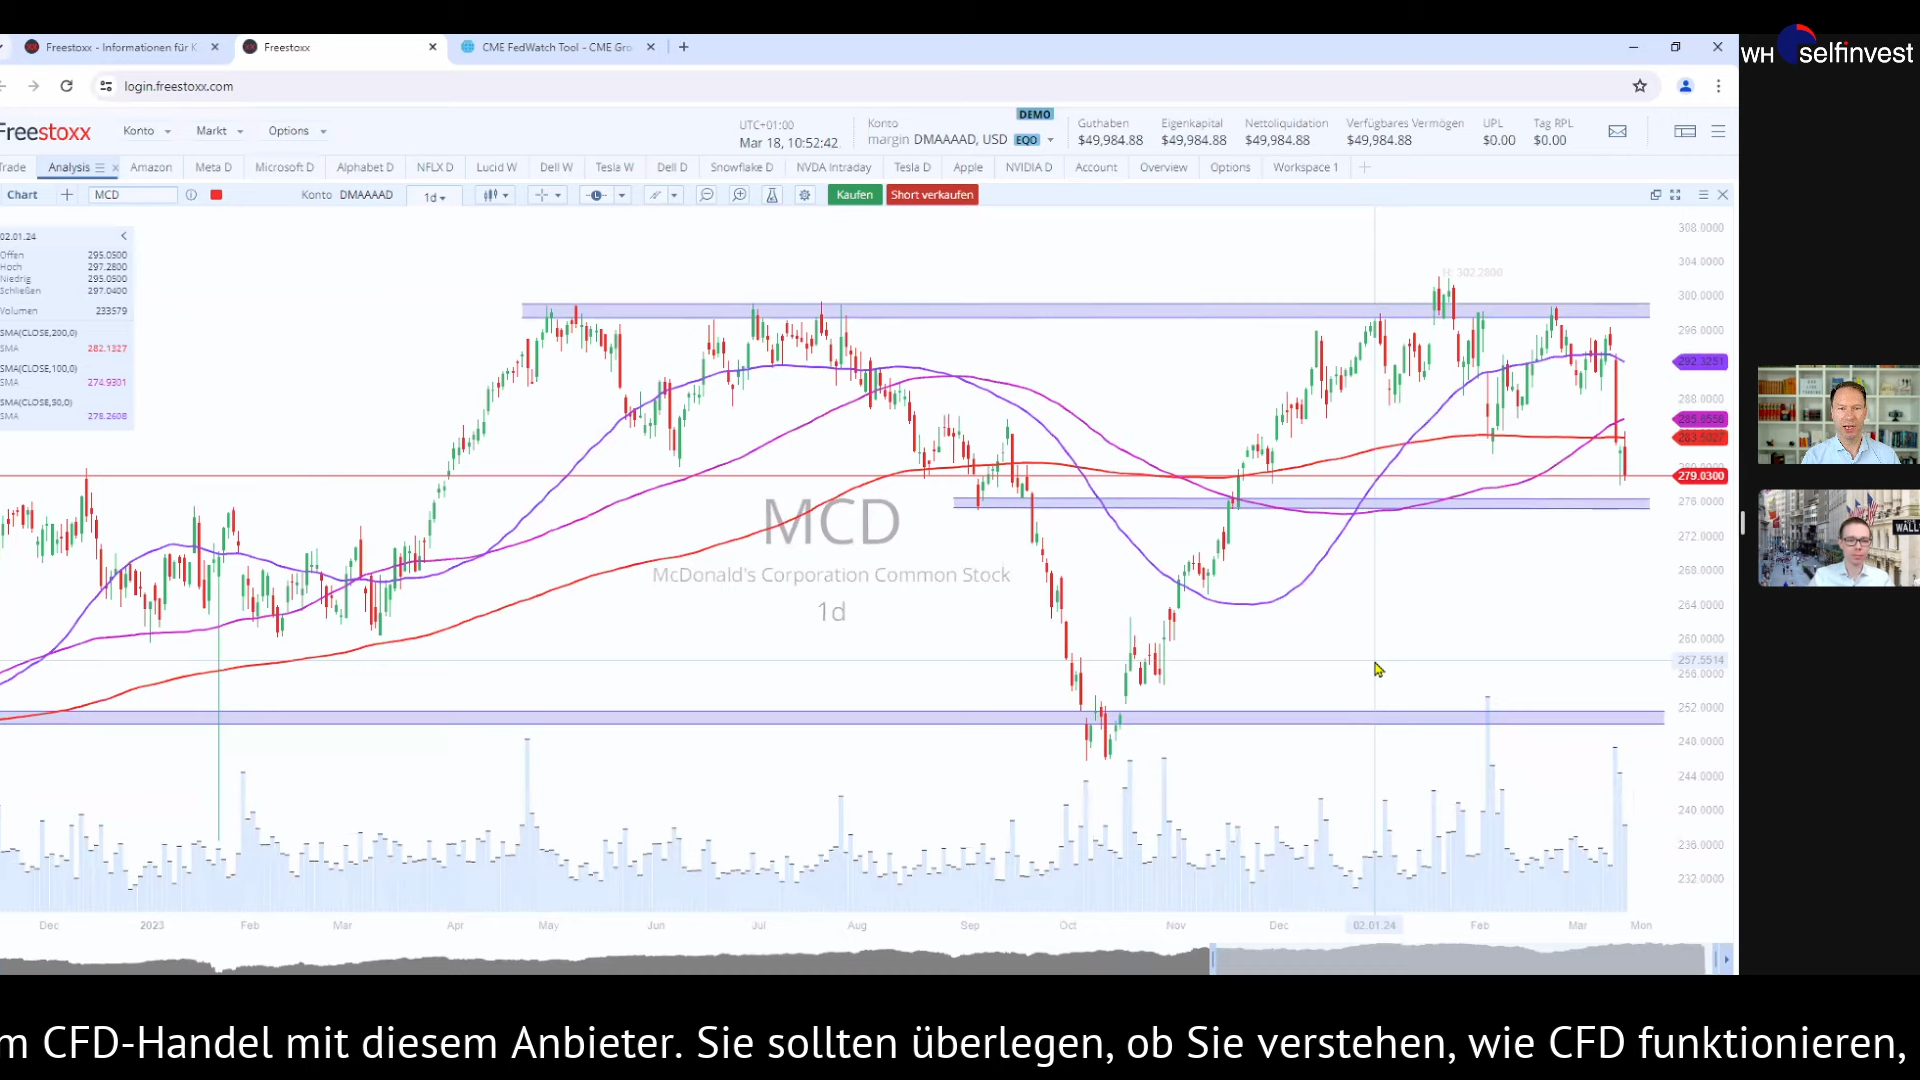 Freestoxx - Informationen für K
Freestoxx
CME FedWatch Tool - CME Gro
WH selfinvest
login.freestoxx.com
DEMO
Freestoxx
Konto
Markt
Options
UTC+01:00
Mar 18, 10:52:42
Konto
margin DMAAAAD, USD EQO
Guthaben
$49,984.88
Eigenkapital
$49,984.88
Nettoliquidation
$49,984.88
Verfügbares Vermögen
$49,984.88
UPL
$0.00
Tag RPL
$0.00
Trade
Analysis
Amazon
Meta D
Microsoft D
Alphabet D
NFLX D
Lucid W
Dell W
Tesla W
Dell D
Snowflake D
NVDA Intraday
Tesla D
Apple
NVIDIA D
Account
Overview
Options
Workspace 1
Chart
MCD
Konto DMAAAAD
1d
Kaufen
Short verkaufen
02.01.24
Offen 295.0500
Hoch 297.2800
Niedrig 295.0500
Schließen 297.0400
Volumen 233579
SMA(CLOSE,200,0)
SMA 282.1327
SMA(CLOSE,100,0)
SMA 274.9301
SMA(CLOSE,50,0)
SMA 278.2608
H: 302.2800
MCD
McDonald's Corporation Common Stock
1d
308.0000
304.0000
300.0000
296.0000
292.3251
288.0000
279.0300
276.0000
272.0000
268.0000
264.0000
260.0000
257.5514
256.0000
252.0000
248.0000
244.0000
240.0000
236.0000
232.0000
WALL
Dec
2023
Feb
Mar
Apr
May
Jun
Jul
Aug
Sep
Oct
Nov
Dec
02.01.24
Feb
Mar
Mon
m CFD-Handel mit diesem Anbieter. Sie sollten überlegen, ob Sie verstehen, wie CFD funktionieren,